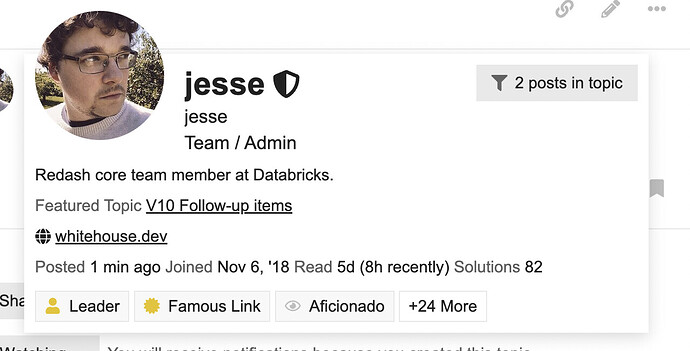 jesse
2 posts in topic
jesse
Team / Admin
Redash core team member at Databricks.
Featured Topic V10 Follow-up items
whitehouse.dev
Posted 1 min ago Joined Nov 6, '18 Read 5d (8h recently) Solutions 82
Sha
Leader Famous Link Aficionado +24 More
Watching You will receive notifications because you created this topic.